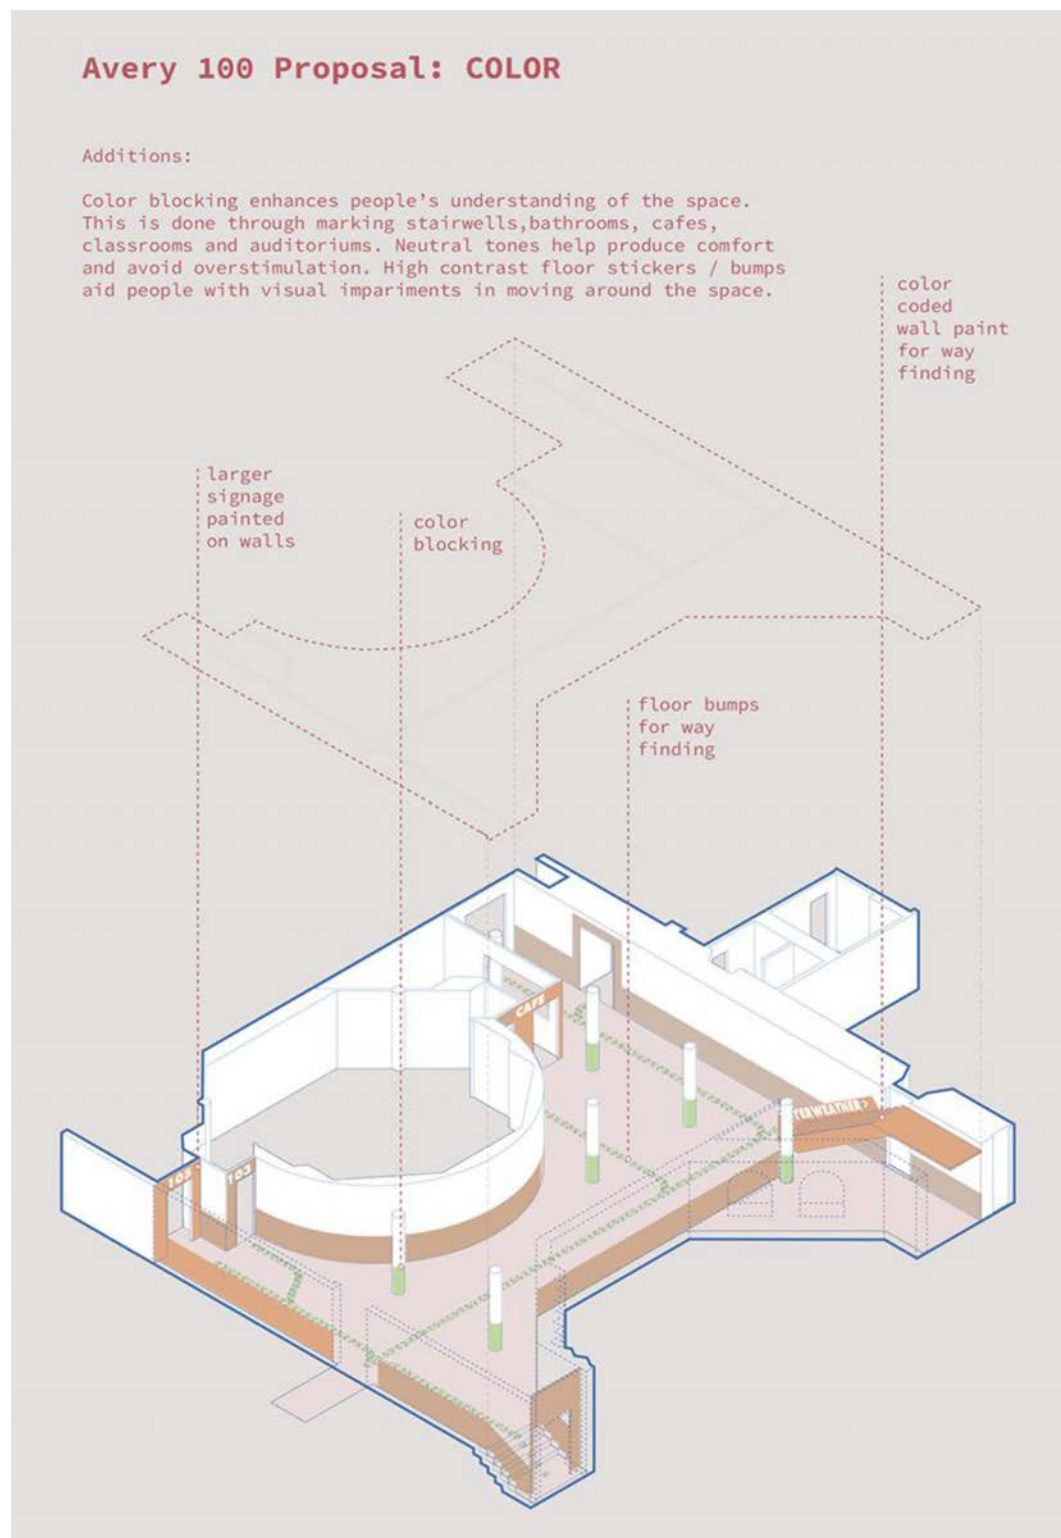 Avery 100 Proposal: COLOR
Additions:
Color blocking enhances people's understanding of the space.
This is done through marking stairwells,bathrooms, cafes,
classrooms and auditoriums. Neutral tones help produce comfort
and avoid overstimulation. High contrast floor stickers / bumps
aid people with visual impariments in moving around the space.
color
coded
wall paint
for way
finding
larger
signage
painted
on walls
color
blocking
floor bumps
for way
finding
CAFE
TERWEATHER>
105
103